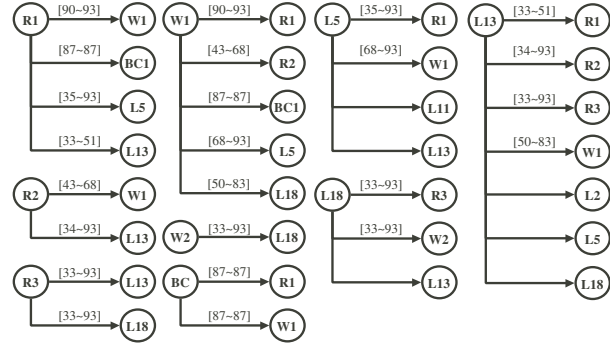 R1 [90~93] W1
[87~87] BC1
[35~93] L5
[33~51] L13
R2 [43~68] W1
[34~93] L13
R3 [33~93] L13
[33~93] L18
W1 [90~93] R1
[43~68] R2
[87~87] BC1
[68~93] L5
[50~83] L18
W2 [33~93] L18
BC [87~87] R1
[87~87] W1
L5 [35~93] R1
[68~93] W1
L11
L13
L18 [33~93] R3
[33~93] W2
L13
L13 [33~51] R1
[34~93] R2
[33~93] R3
[50~83] W1
L2
L5
L18